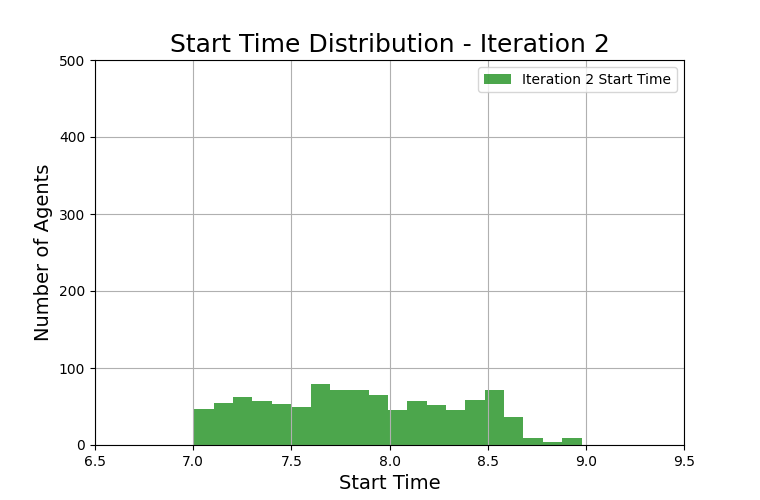 Start Time Distribution - Iteration 2
Iteration 2 Start Time
Number of Agents
500
400
300
200
100
0
6.5 7.0 7.5 8.0 8.5 9.0 9.5
Start Time